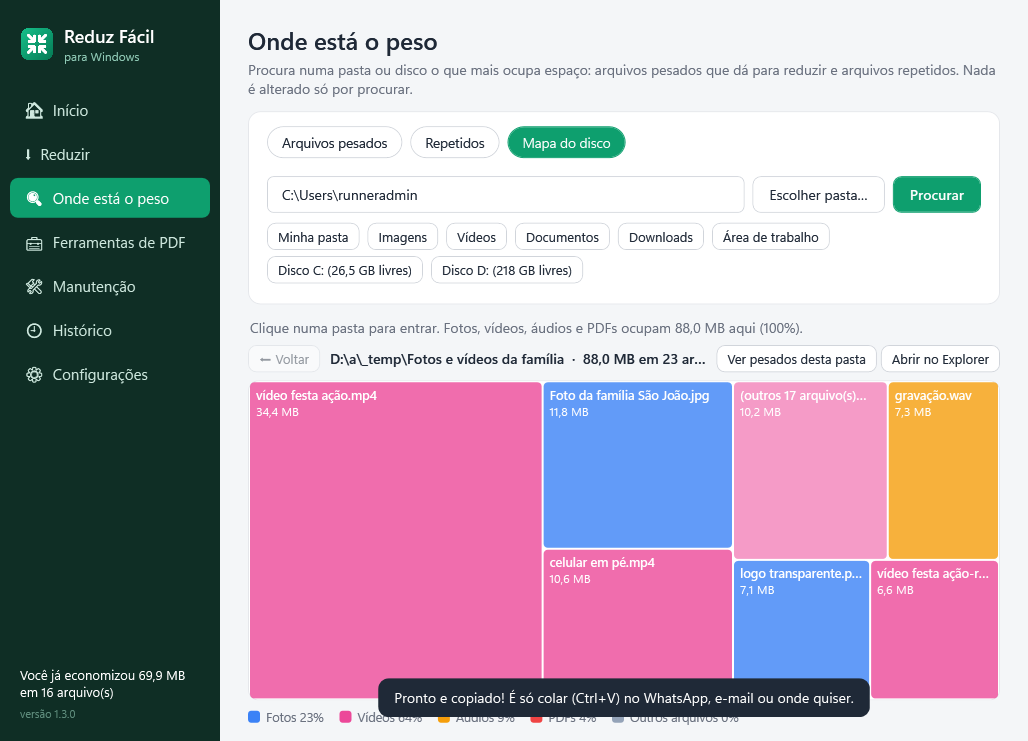 Reduz Fácil
para Windows
Início
Reduzir
Onde está o peso
Ferramentas de PDF
Manutenção
Histórico
Configurações
Você já economizou 69,9 MB
em 16 arquivo(s)
versão 1.3.0
Onde está o peso
Procura numa pasta ou disco o que mais ocupa espaço: arquivos pesados que dá para reduzir e arquivos repetidos. Nada
é alterado só por procurar.
Arquivos pesados Repetidos Mapa do disco
C:\Users\runneradmin Escolher pasta... Procurar
Minha pasta Imagens Vídeos Documentos Downloads Área de trabalho
Disco C: (26,5 GB livres) Disco D: (218 GB livres)
Clique numa pasta para entrar. Fotos, vídeos, áudios e PDFs ocupam 88,0 MB aqui (100%).
← Voltar D:\a\_temp\Fotos e vídeos da família · 88,0 MB em 23 ar... Ver pesados desta pasta Abrir no Explorer
vídeo festa ação.mp4
34,4 MB
Foto da família São João.jpg
11,8 MB
(outros 17 arquivo(s)...
10,2 MB
gravação.wav
7,3 MB
celular em pé.mp4
10,6 MB
logo transparente.p...
7,1 MB
vídeo festa ação-r...
6,6 MB
Pronto e copiado! É só colar (Ctrl+V) no WhatsApp, e-mail ou onde quiser.
Fotos 23% Vídeos 64% Áudios 9% PDFs 4% Outros arquivos 0%